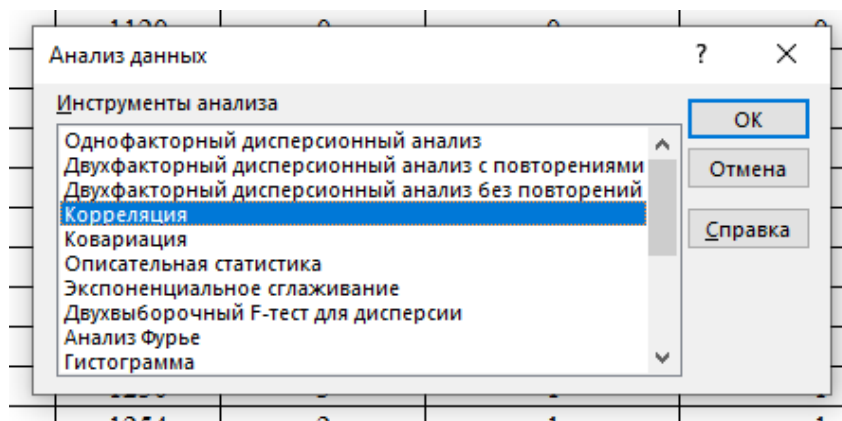 Анализ данных ?
Инструменты анализа
Однофакторный дисперсионный анализ
Двухфакторный дисперсионный анализ с повторениями
Двухфакторный дисперсионный анализ без повторений
Корреляция
Ковариация
Описательная статистика
Экспоненциальное сглаживание
Двухвыборочный F-тест для дисперсии
Анализ Фурье
Гистограмма
ОК
Отмена
Справка